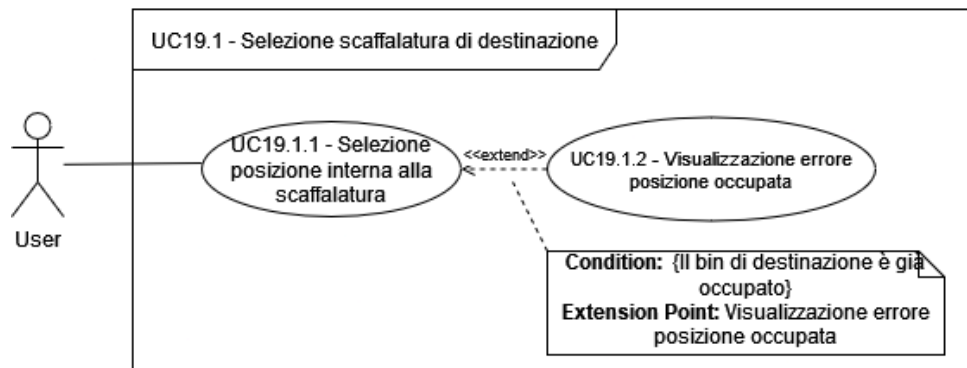 UC19.1 - Selezione scaffalatura di destinazione
UC19.1.1 - Selezione
posizione interna alla
scaffalatura
<<extend>>
UC19.1.2 - Visualizzazione errore
posizione occupata
User
Condition: {Il bin di destinazione è già
occupato}
Extension Point: Visualizzazione errore
posizione occupata